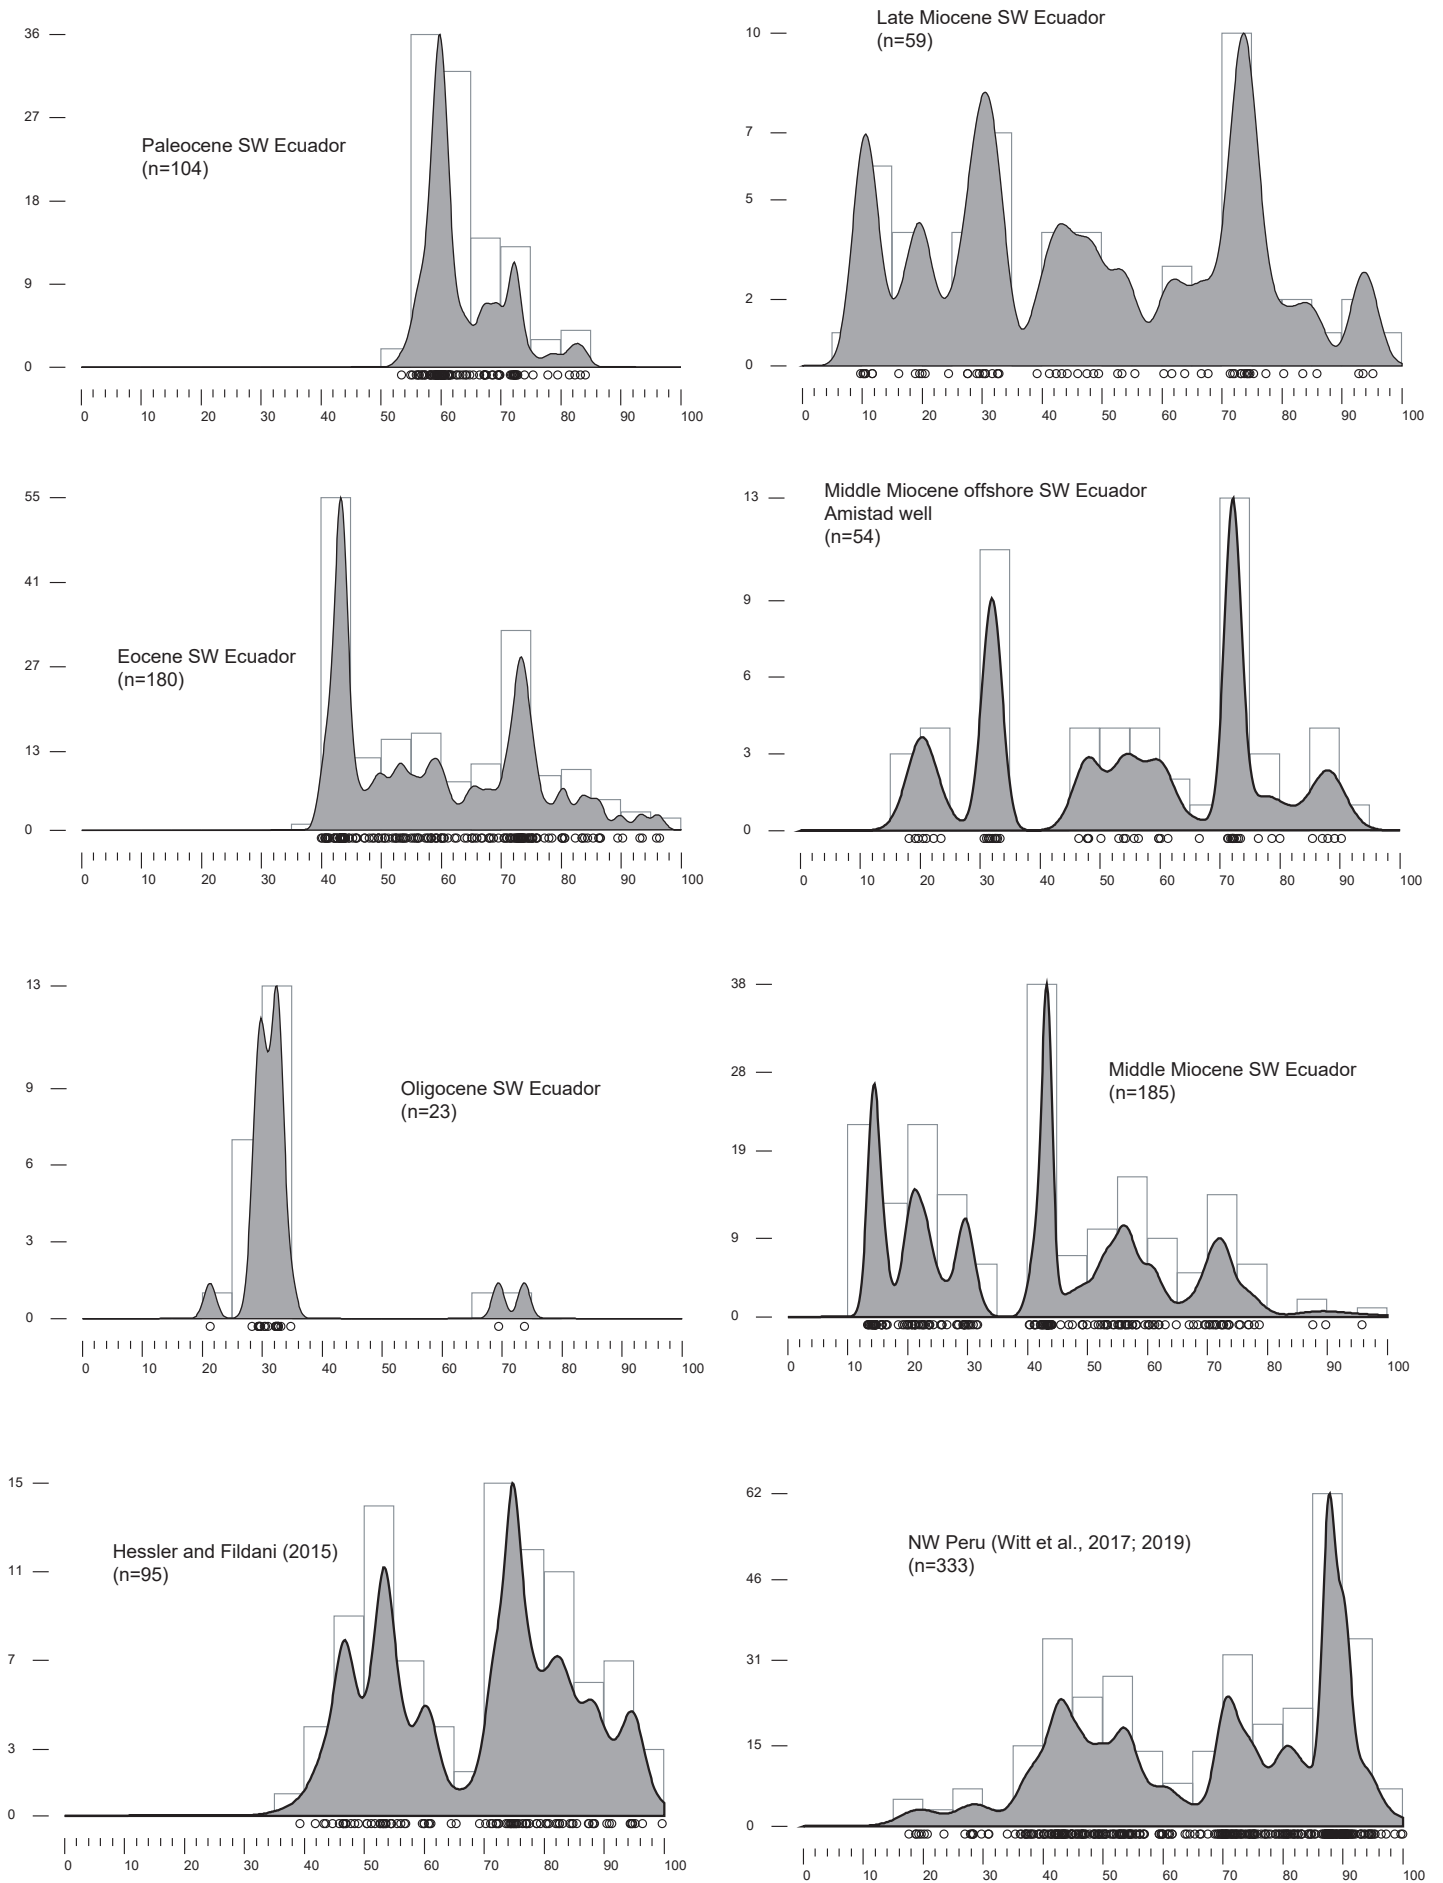 Paleocene SW Ecuador
(n=104)
36
27
18
9
0
0 10 20 30 40 50 60 70 80 90 100
Late Miocene SW Ecuador
(n=59)
10
7
5
2
0
0 10 20 30 40 50 60 70 80 90 100
Eocene SW Ecuador
(n=180)
55
41
27
13
0
0 10 20 30 40 50 60 70 80 90 100
Middle Miocene offshore SW Ecuador
Amistad well
(n=54)
13
9
6
3
0
0 10 20 30 40 50 60 70 80 90 100
Oligocene SW Ecuador
(n=23)
13
9
6
3
0
0 10 20 30 40 50 60 70 80 90 100
Middle Miocene SW Ecuador
(n=185)
38
28
19
9
0
0 10 20 30 40 50 60 70 80 90 100
Hessler and Fildani (2015)
(n=95)
15
11
7
3
0
0 10 20 30 40 50 60 70 80 90 100
NW Peru (Witt et al., 2017; 2019)
(n=333)
62
46
31
15
0
0 10 20 30 40 50 60 70 80 90 100